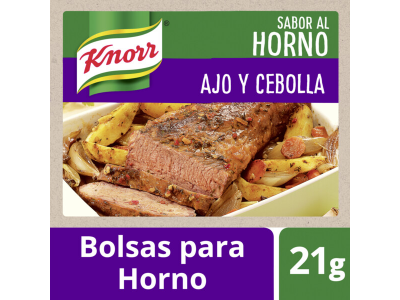 Knorr
SABOR AL
HORNO
AJO Y CEBOLLA
Bolsas para
Horno
21g